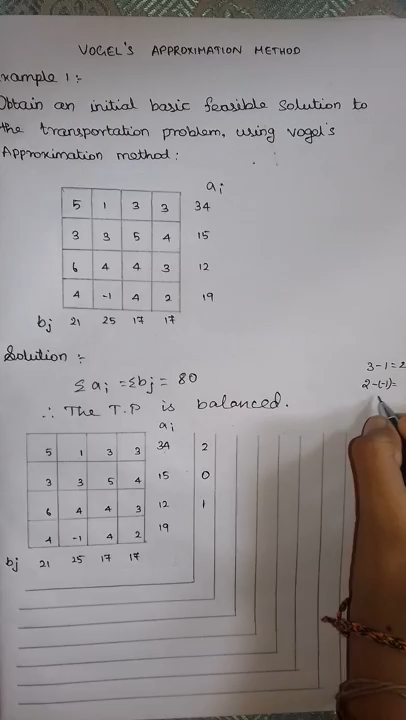 VOGEL'S APPROXIMATION METHOD
xample 1 :-
Obtain an initial basic feasible solution to
the transportation problem, using Vogel's
Approximation method :
ai
5 1 3 3 34
3 3 5 4 15
6 4 4 3 12
4 -1 4 2 19
bj 21 25 17 17
Solution :-
3-1=2
Σai = Σbj = 80
2-(-1)=
∴ The T.P is balanced.
ai
5 1 3 3 34 2
3 3 5 4 15 0
6 4 4 3 12 1
4 -1 4 2 19
bj 21 25 17 17